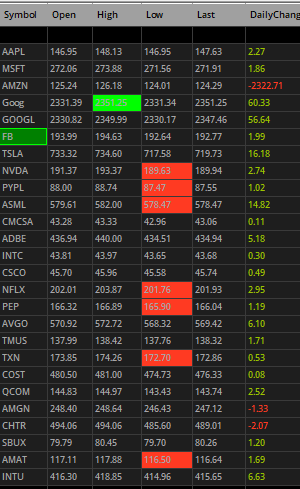 Symbol Open High Low Last DailyChang
AAPL 146.95 148.13 146.95 147.63 2.27
MSFT 272.06 273.88 271.56 271.91 1.86
AMZN 125.24 126.18 124.01 124.29 -2322.71
Goog 2331.39 2351.25 2331.34 2351.25 60.33
GOOGL 2330.82 2349.99 2330.17 2347.46 56.64
FB 193.99 194.63 192.64 192.77 1.99
TSLA 733.32 734.60 717.58 719.73 16.18
NVDA 191.37 193.37 189.63 189.94 2.74
PYPL 88.00 88.74 87.47 87.55 1.02
ASML 579.61 582.00 578.47 578.47 14.82
CMCSA 43.28 43.33 42.96 43.06 0.11
ADBE 436.94 440.00 434.51 434.94 5.18
INTC 43.81 43.97 43.65 43.68 0.30
CSCO 45.70 45.96 45.58 45.74 0.49
NFLX 202.01 203.87 201.76 201.93 2.95
PEP 166.32 166.89 165.90 166.04 1.19
AVGO 570.92 572.72 568.32 569.42 6.10
TMUS 137.99 138.42 137.76 138.32 1.71
TXN 173.85 174.26 172.70 172.86 0.53
COST 480.50 481.00 474.73 476.33 0.08
QCOM 144.83 144.97 143.43 143.74 2.52
AMGN 248.40 248.64 246.43 247.12 -1.33
CHTR 494.06 494.06 485.69 489.01 -2.07
SBUX 79.79 80.45 79.70 80.26 1.20
AMAT 117.11 117.88 116.50 116.64 1.69
INTU 416.30 418.85 414.96 415.65 6.63